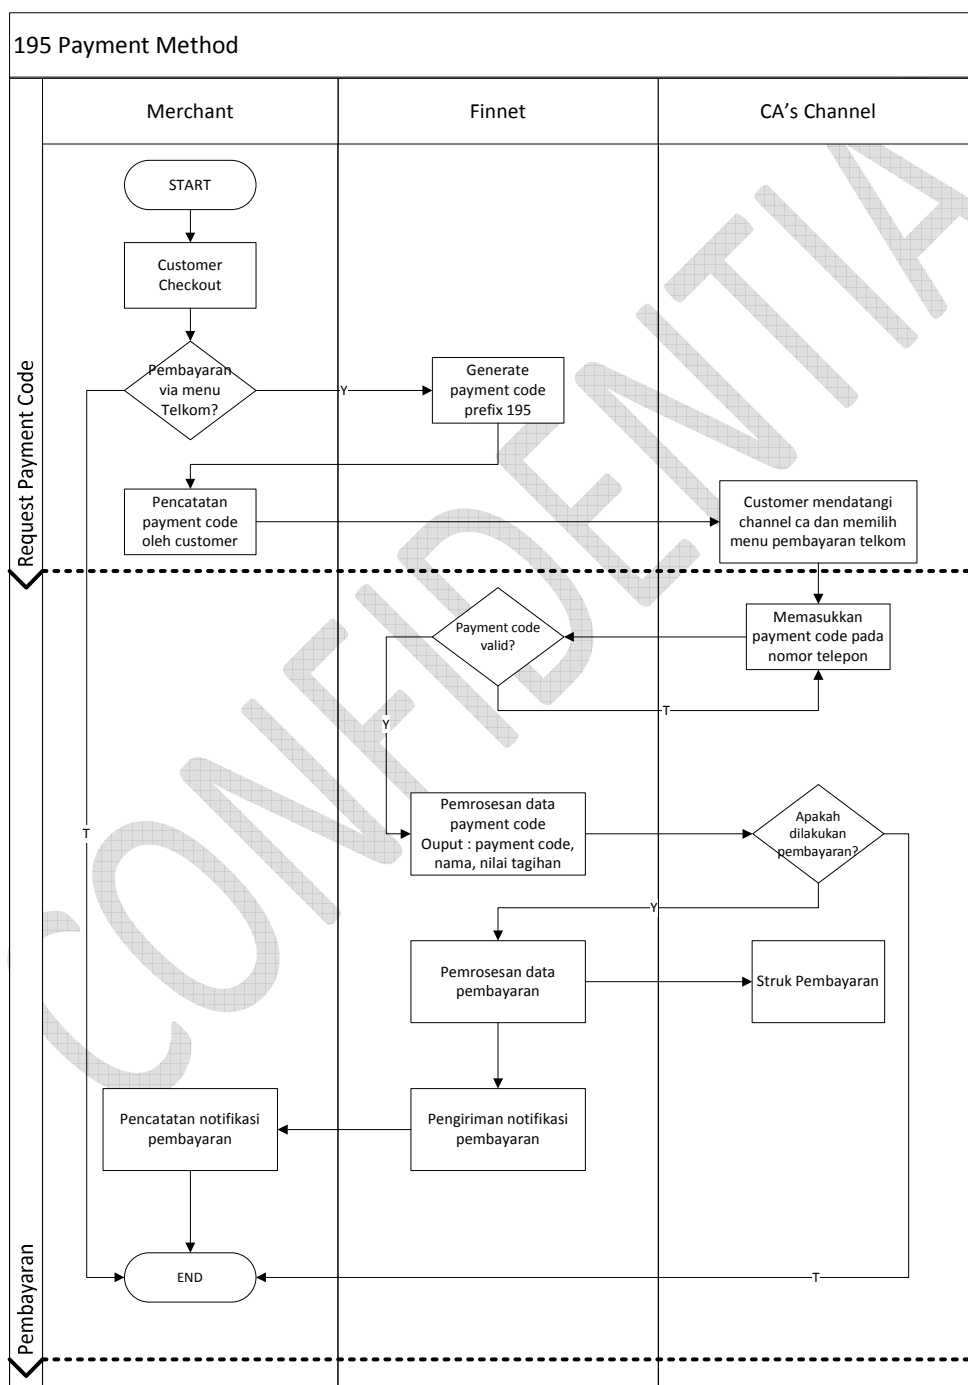 195 Payment Method
Merchant
Finnet
CA's Channel
Request Payment Code
START
Customer
Checkout
Pembayaran
via menu
Telkom?
Y
Generate
payment code
prefix 195
Pencatatan
payment code
oleh customer
Customer mendatangi
channel ca dan memilih
menu pembayaran telkom
Pembayaran
Payment code
valid?
Memasukkan
payment code pada
nomor telepon
T
Y
T
Pemrosesan data
payment code
Ouput : payment code,
nama, nilai tagihan
Apakah
dilakukan
pembayaran?
Y
Pemrosesan data
pembayaran
Struk Pembayaran
Pencatatan notifikasi
pembayaran
Pengiriman notifikasi
pembayaran
END
T
CONFIDENTIA